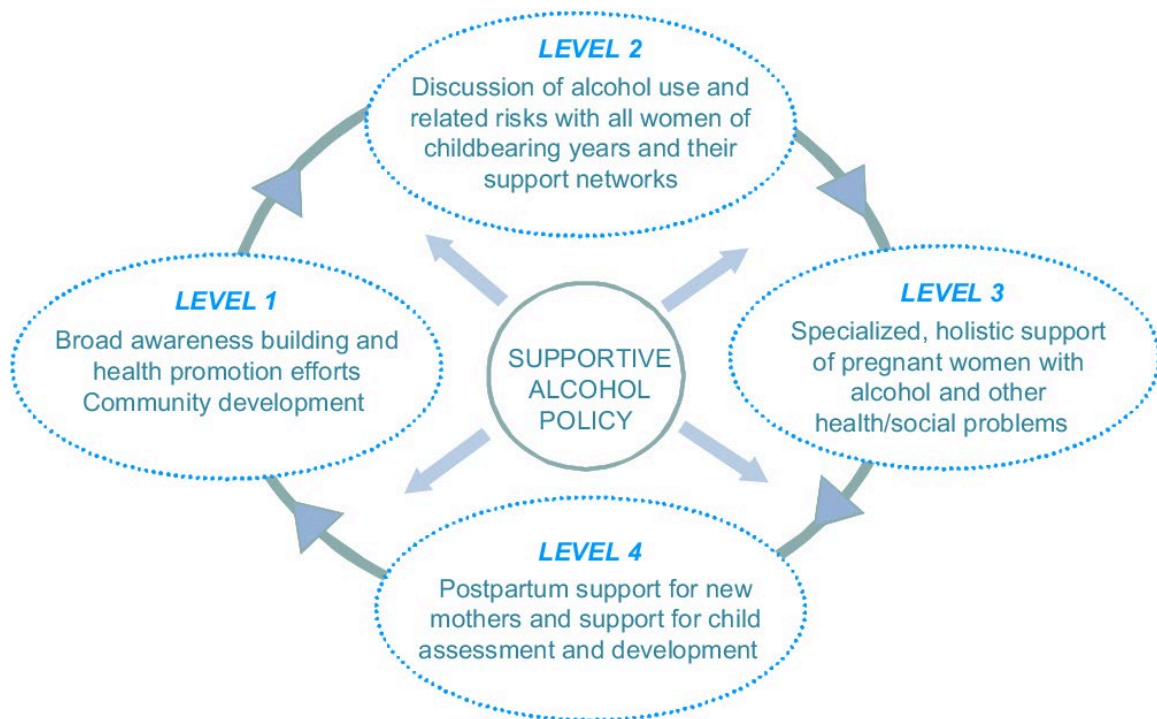 LEVEL 2
Discussion of alcohol use and
related risks with all women of
childbearing years and their
support networks
LEVEL 1
Broad awareness building and
health promotion efforts
Community development
SUPPORTIVE
ALCOHOL
POLICY
LEVEL 3
Specialized, holistic support
of pregnant women with
alcohol and other
health/social problems
LEVEL 4
Postpartum support for new
mothers and support for child
assessment and development